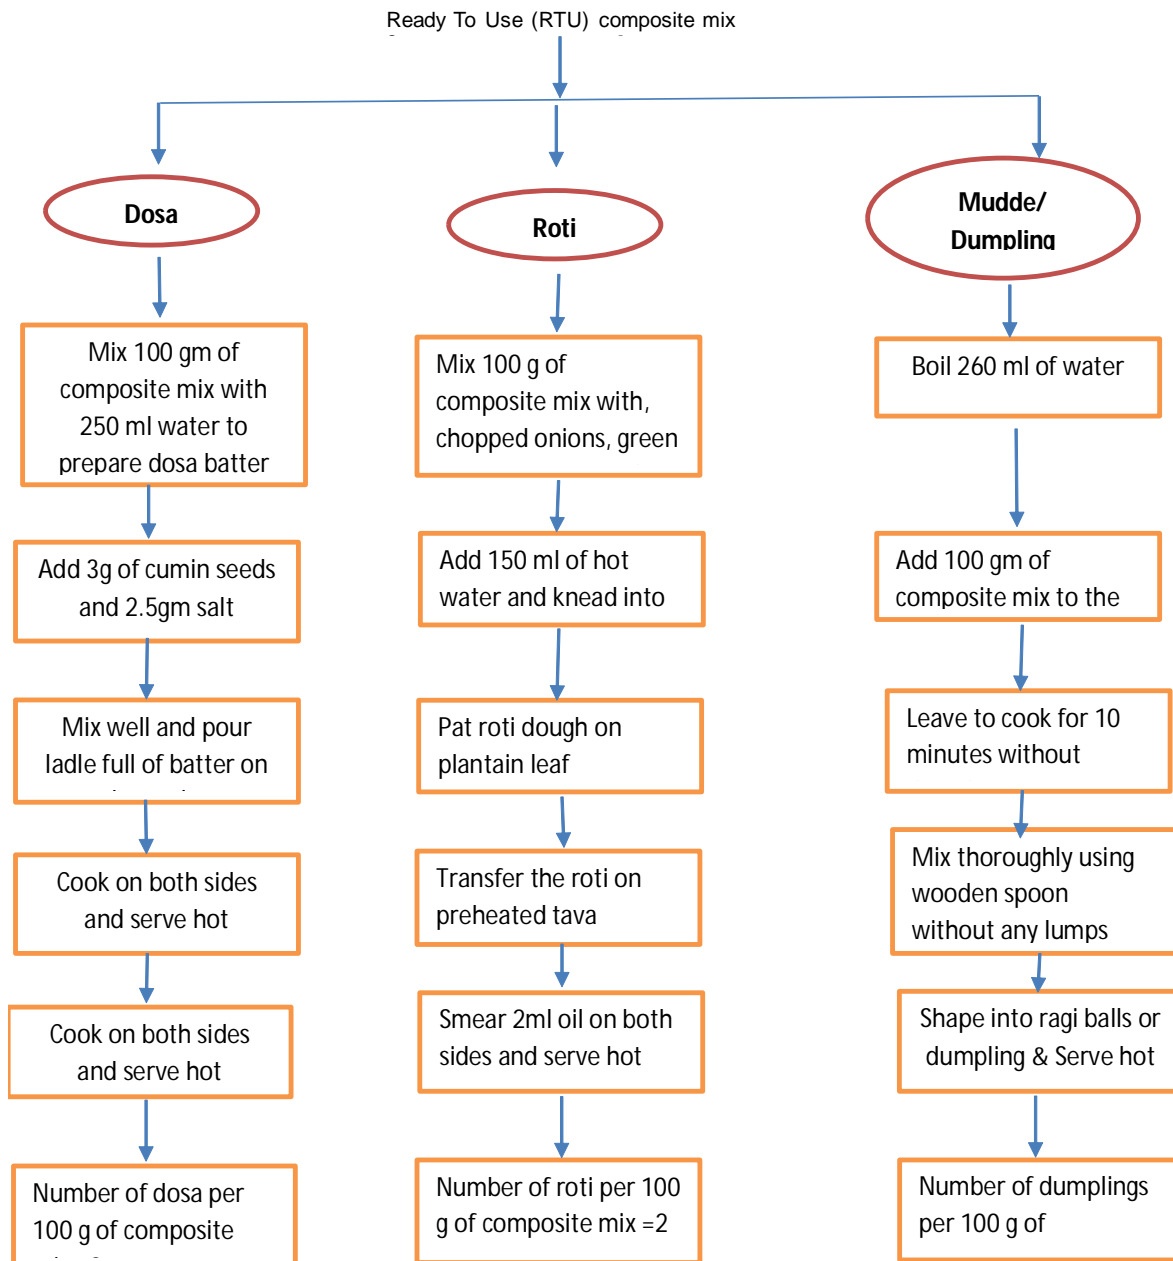 Ready To Use (RTU) composite mix
Dosa
Mix 100 gm of
composite mix with
250 ml water to
prepare dosa batter
Add 3g of cumin seeds
and 2.5gm salt
Mix well and pour
ladle full of batter on
Cook on both sides
and serve hot
Cook on both sides
and serve hot
Number of dosa per
100 g of composite
Roti
Mix 100 g of
composite mix with,
chopped onions, green
Add 150 ml of hot
water and knead into
Pat roti dough on
plantain leaf
Transfer the roti on
preheated tava
Smear 2ml oil on both
sides and serve hot
Number of roti per 100
g of composite mix =2
Mudde/
Dumpling
Boil 260 ml of water
Add 100 gm of
composite mix to the
Leave to cook for 10
minutes without
Mix thoroughly using
wooden spoon
without any lumps
Shape into ragi balls or
dumpling & Serve hot
Number of dumplings
per 100 g of